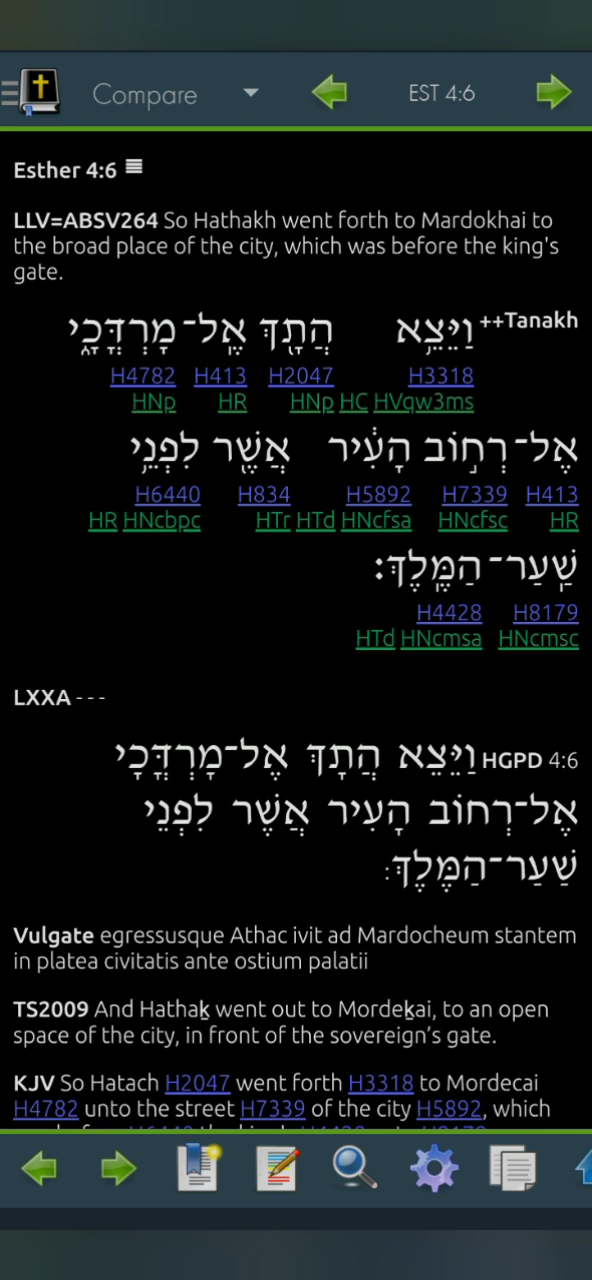 Compare
EST 4:6
Esther 4:6
LLV=ABSV264 So Hathakh went forth to Mardokhai to
the broad place of the city, which was before the king's
gate.
++Tanakh וַיֵּצֵ֥א הֲתָ֖ךְ אֶֽל־מָרְדֳּכָ֑י
H4782 H413 H2047 H3318
HNp HR HNp HC HVqw3ms
אֶל־רְח֣וֹב הָעִ֔יר אֲשֶׁ֖ר לִפְנֵ֥י
H6440 H834 H5892 H7339 H413
HR HNcbpc HTr HTd HNcfsa HNcfsc HR
שַֽׁעַר־הַמֶּֽלֶךְ׃
H4428 H8179
HTd HNcmsa HNcmsc
LXXA - - -
HGPD 4:6 וַיֵּצֵא הֲתָךְ אֶל־מָרְדֳּכָי
אֶל־רְחוֹב הָעִיר אֲשֶׁר לִפְנֵי
שַׁעַר־הַמֶּלֶךְ׃
Vulgate egressusque Athac ivit ad Mardocheum stantem
in platea civitatis ante ostium palatii
TS2009 And Hathaḵ went out to Mordeḵai, to an open
space of the city, in front of the sovereign’s gate.
KJV So Hatach H2047 went forth H3318 to Mordecai
H4782 unto the street H7339 of the city H5892, which